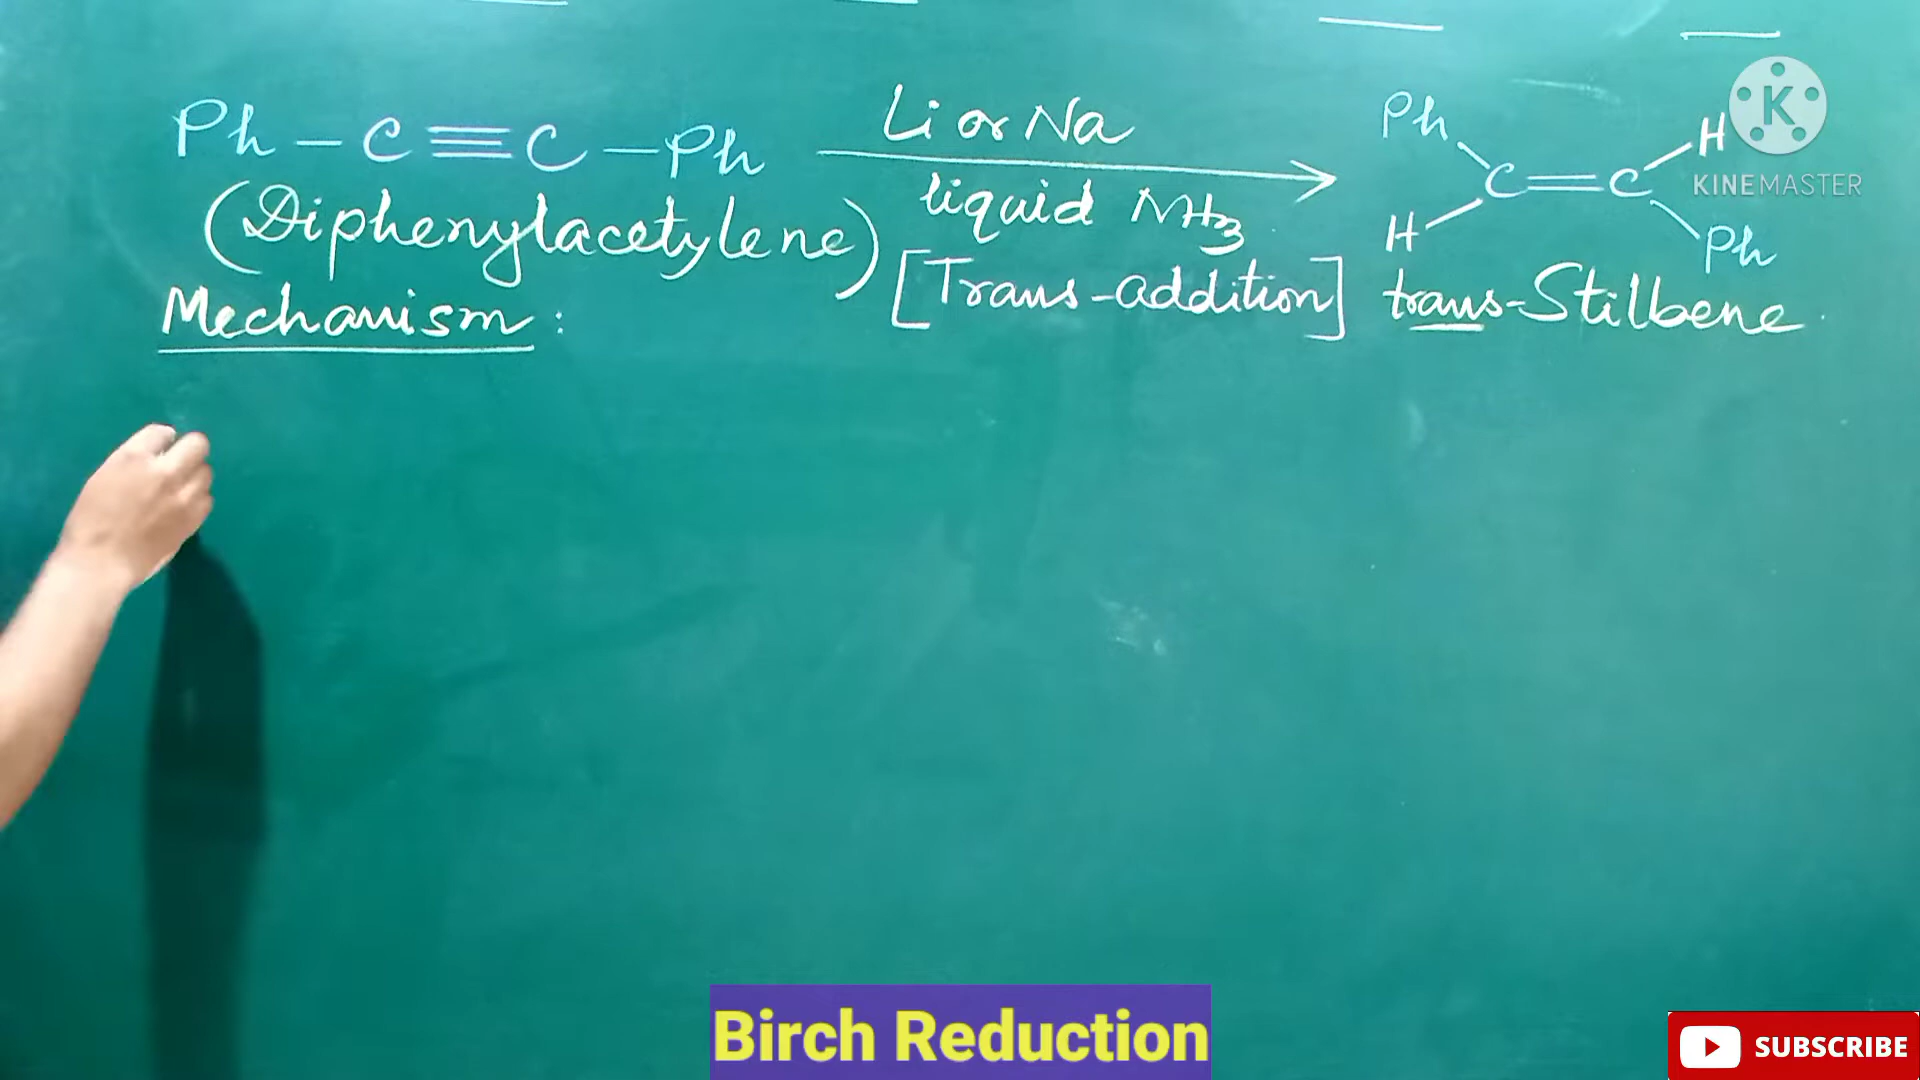 Ph-C≡C-Ph
(Diphenylacetylene)
Li or Na
liquid NH3
[Trans-addition]
Ph H
C=C
H Ph
trans-Stilbene
Mechanism:
K
KINEMASTER
Birch Reduction
SUBSCRIBE